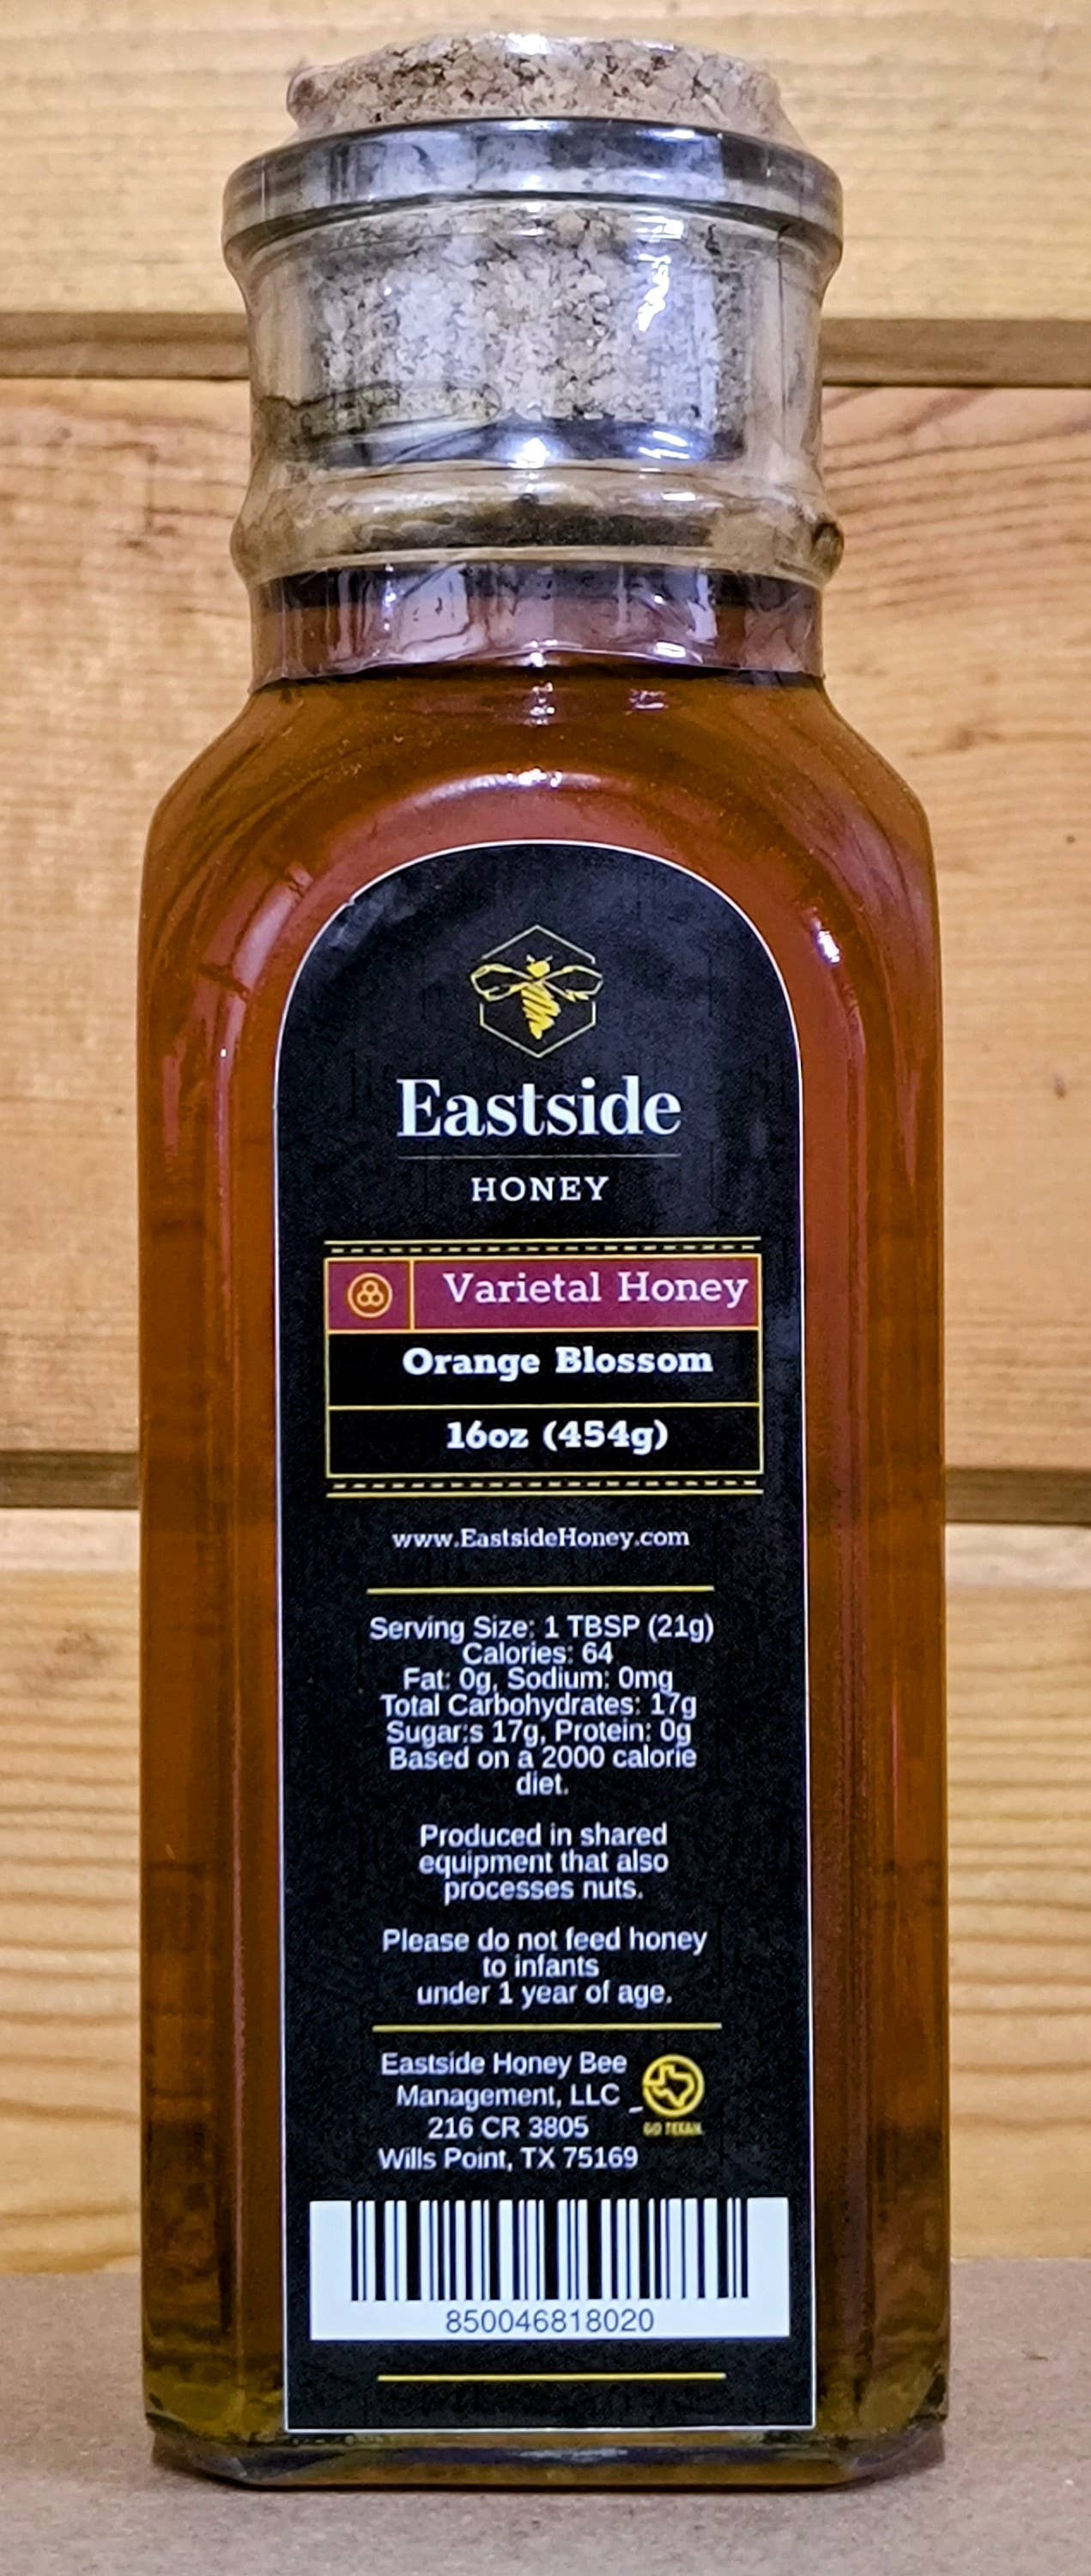 Eastside
HONEY
Varietal Honey
Orange Blossom
16oz (454g)
www.EastsideHoney.com
Serving Size: 1 TBSP (21g)
Calories: 64
Fat: 0g, Sodium: 0mg
Total Carbohydrates: 17g
Sugar:s 17g, Protein: 0g
Based on a 2000 calorie
diet.
Produced in shared
equipment that also
processes nuts.
Please do not feed honey
to infants
under 1 year of age.
Eastside Honey Bee
Management, LLC
216 CR 3805
Wills Point, TX 75169
GO TEXAN.
850046818020